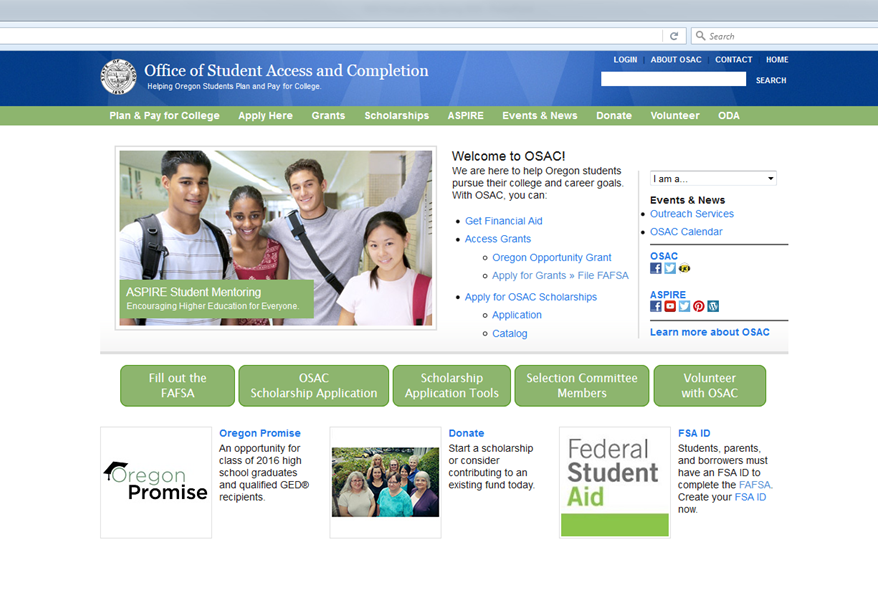 Search
LOGIN | ABOUT OSAC | CONTACT | HOME
Office of Student Access and Completion
Helping Oregon Students Plan and Pay for College.
SEARCH
Plan & Pay for College Apply Here Grants Scholarships ASPIRE Events & News Donate Volunteer ODA
ASPIRE Student Mentoring
Encouraging Higher Education for Everyone.
Welcome to OSAC!
We are here to help Oregon students
pursue their college and career goals.
With OSAC, you can:
Get Financial Aid
Access Grants
Oregon Opportunity Grant
Apply for Grants » File FAFSA
Apply for OSAC Scholarships
Application
Catalog
I am a...
Events & News
Outreach Services
OSAC Calendar
OSAC
ASPIRE
Learn more about OSAC
Fill out the
FAFSA
OSAC
Scholarship Application
Scholarship
Application Tools
Selection Committee
Members
Volunteer
with OSAC
Oregon
Promise
Oregon Promise
An opportunity for
class of 2016 high
school graduates
and qualified GED®
recipients.
Donate
Start a scholarship
or consider
contributing to an
existing fund today.
Federal
Student
Aid
FSA ID
Students, parents,
and borrowers must
have an FSA ID to
complete the FAFSA.
Create your FSA ID
now.